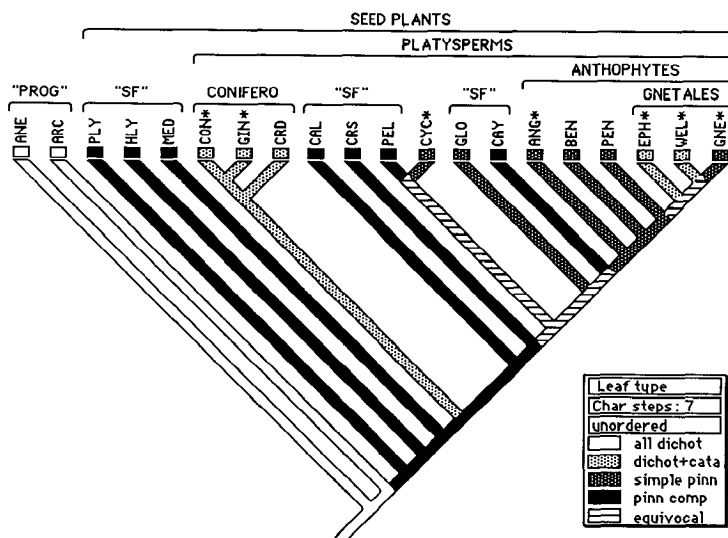 SEED PLANTS
PLATYSPERMS
ANTHOPHYTES
"PROG" "SF" CONIFERO "SF" "SF" GNETALES
ANE ARC PLY HLY MED CON* GIN* CRD CAL CRS PEL CYC* GLO CAY ANG* BEN PEN EPH* WEL* GNE*
Leaf type
Char steps: 7
unordered
all dichot
dichot+cata
simple pinn
pinn comp
equivocal